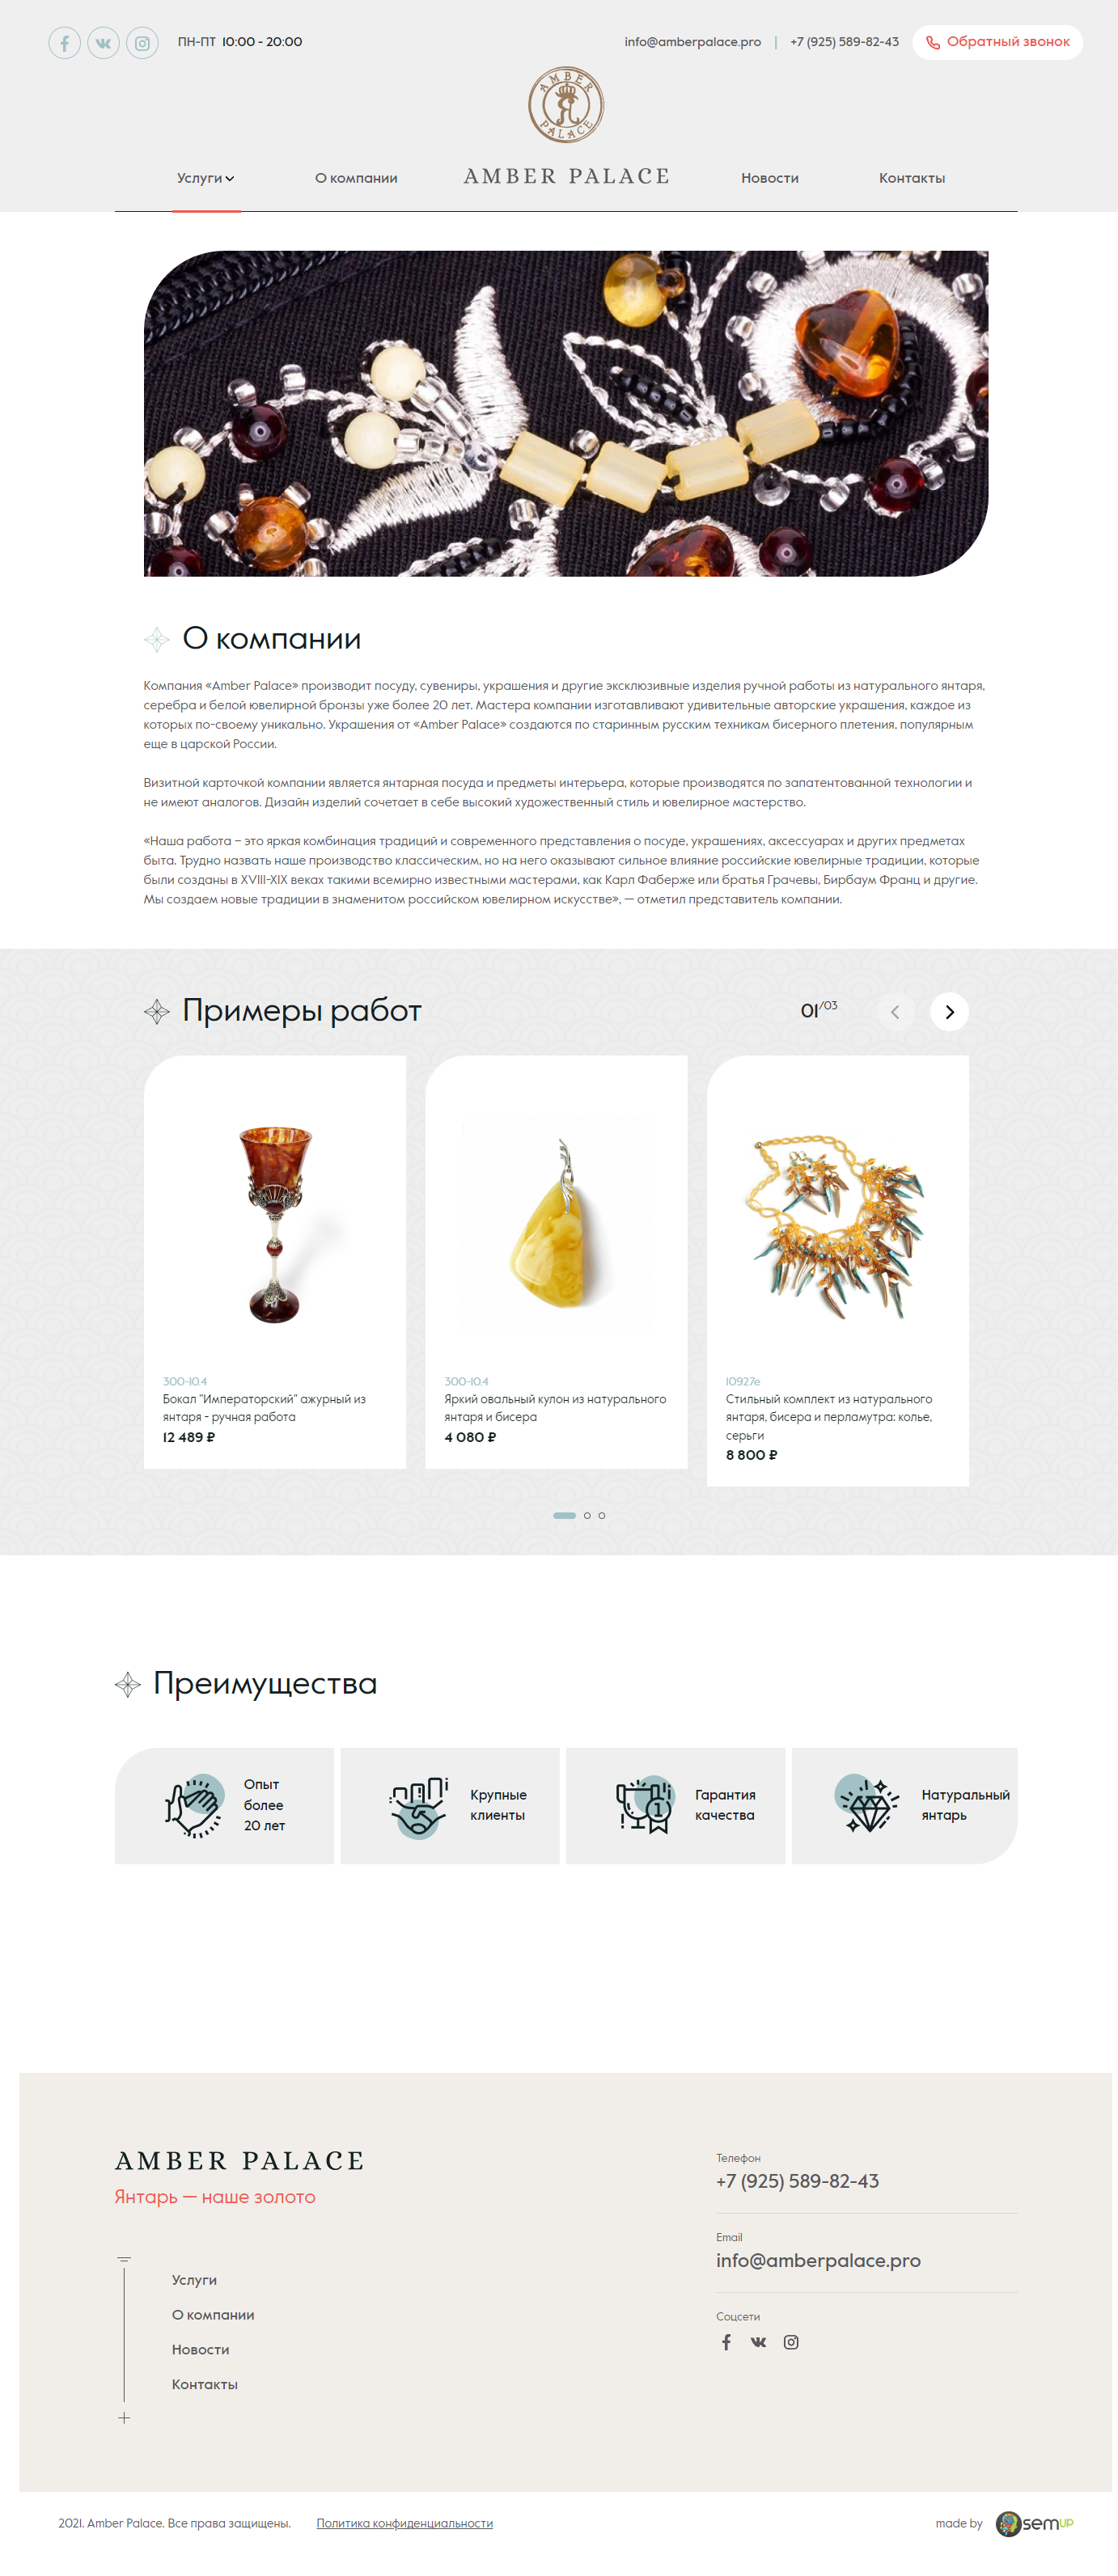 ПН-ПТ 10:00 - 20:00
info@amberpalace.pro | +7 (925) 589-82-43 Обратный звонок
AMBER PALACE
Услуги О компании AMBER PALACE Новости Контакты
О компании
Компания «Amber Palace» производит посуду, сувениры, украшения и другие эксклюзивные изделия ручной работы из натурального янтаря,
серебра и белой ювелирной бронзы уже более 20 лет. Мастера компании изготавливают удивительные авторские украшения, каждое из
которых по-своему уникально. Украшения от «Amber Palace» создаются по старинным русским техникам бисерного плетения, популярным
еще в царской России.
Визитной карточкой компании является янтарная посуда и предметы интерьера, которые производятся по запатентованной технологии и
не имеют аналогов. Дизайн изделий сочетает в себе высокий художественный стиль и ювелирное мастерство.
«Наша работа – это яркая комбинация традиций и современного представления о посуде, украшениях, аксессуарах и других предметах
быта. Трудно назвать наше производство классическим, но на него оказывают сильное влияние российские ювелирные традиции, которые
были созданы в XVIII-XIX веках такими всемирно известными мастерами, как Карл Фаберже или братья Грачевы, Бирбаум Франц и другие.
Мы создаем новые традиции в знаменитом российском ювелирном искусстве», — отметил представитель компании.
Примеры работ
01/03
300-10.4
Бокал "Императорский" ажурный из
янтаря - ручная работа
12 489 ₽
300-10.4
Яркий овальный кулон из натурального
янтаря и бисера
4 080 ₽
10927е
Стильный комплект из натурального
янтаря, бисера и перламутра: колье,
серьги
8 800 ₽
Преимущества
Опыт
более
20 лет
Крупные
клиенты
1
Гарантия
качества
Натуральный
янтарь
AMBER PALACE
Янтарь — наше золото
Услуги
О компании
Новости
Контакты
Телефон
+7 (925) 589-82-43
Email
info@amberpalace.pro
Соцсети
2021. Amber Palace. Все права защищены. Политика конфиденциальности
made by semup